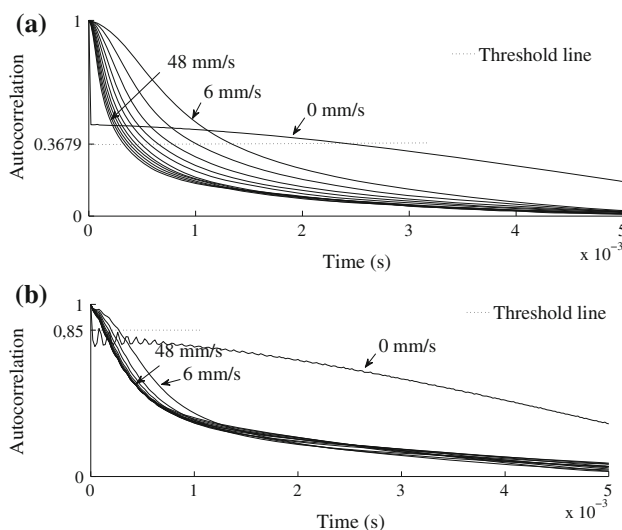 (a)
1
Autocorrelation
0.3679
0
48 mm/s
6 mm/s
0 mm/s
Threshold line
0 1 2 3 4 5
Time (s)
x 10⁻³
(b)
1
Autocorrelation
0,85
0
48 mm/s
6 mm/s
0 mm/s
Threshold line
0 1 2 3 4 5
Time (s)
x 10⁻³